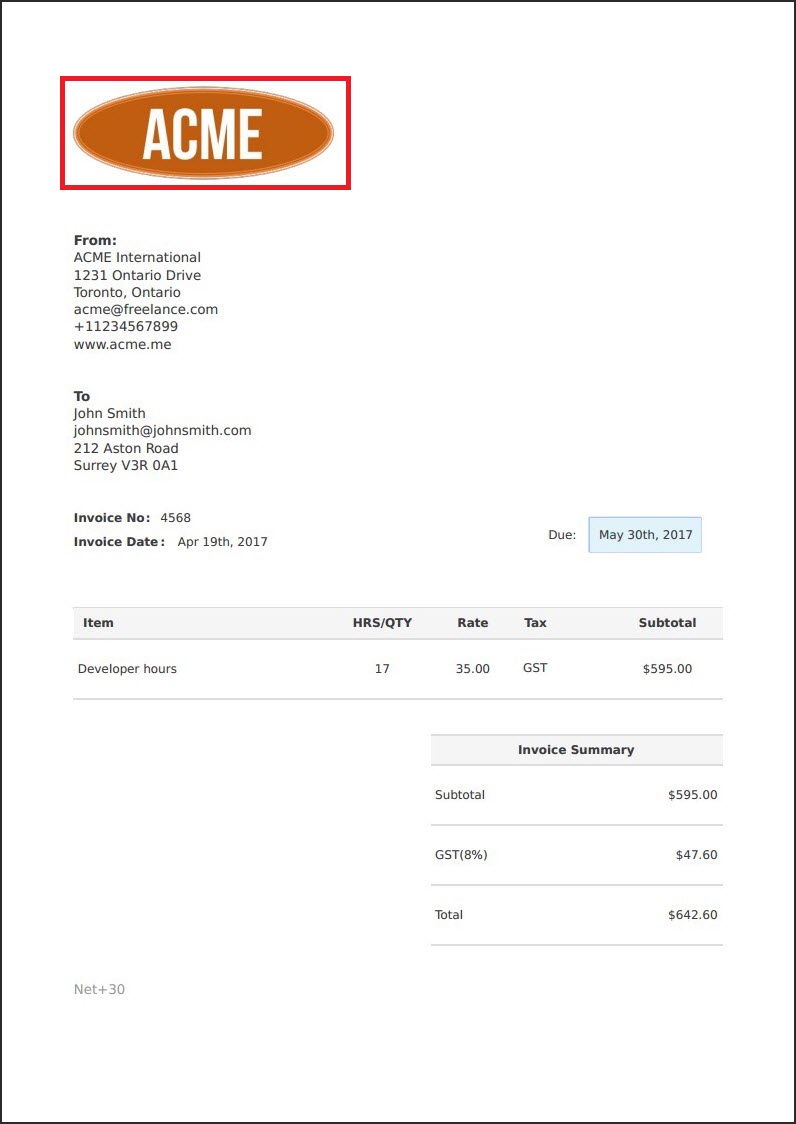 ACME
From:
ACME International
1231 Ontario Drive
Toronto, Ontario
acme@freelance.com
+11234567899
www.acme.me
To
John Smith
johnsmith@johnsmith.com
212 Aston Road
Surrey V3R 0A1
Invoice No: 4568
Invoice Date: Apr 19th, 2017
Due: May 30th, 2017
Item HRS/QTY Rate Tax Subtotal
Developer hours 17 35.00 GST $595.00
Invoice Summary
Subtotal $595.00
GST(8%) $47.60
Total $642.60
Net+30